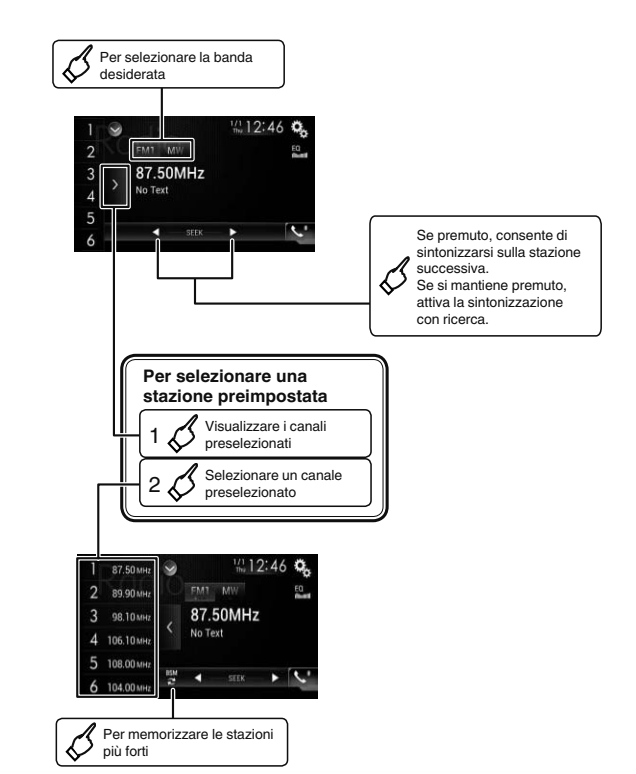 Per selezionare la banda
desiderata
1
2
3
4
5
6
Radio
1/1
Thu
12:46
FM1
MW
EQ
87.50MHz
No Text
SEEK
Se premuto, consente di
sintonizzarsi sulla stazione
successiva.
Se si mantiene premuto,
attiva la sintonizzazione
con ricerca.
Per selezionare una
stazione preimpostata
1
Visualizzare i canali
preselezionati
2
Selezionare un canale
preselezionato
1 87.50MHz
2 89.90MHz
3 98.10MHz
4 106.10MHz
5 108.00MHz
6 104.00MHz
Radio
1/1
Thu
12:46
FM1
MW
EQ
87.50MHz
No Text
BSM
SEEK
Per memorizzare le stazioni
più forti